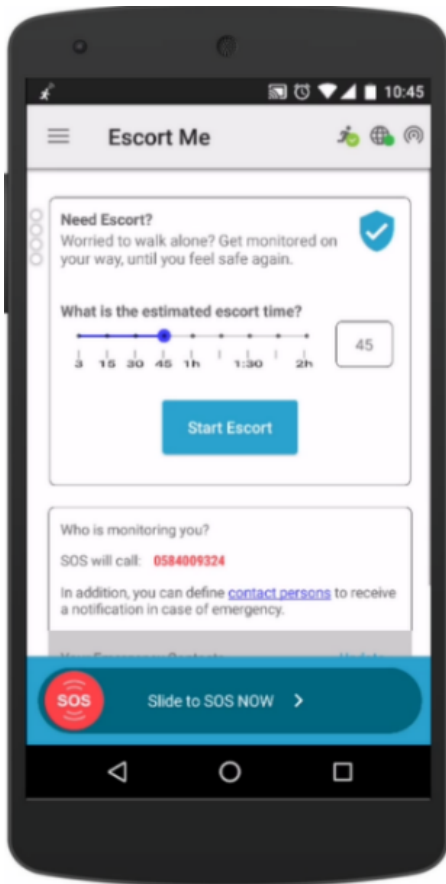 10:45
Escort Me
Need Escort?
Worried to walk alone? Get monitored on
your way, until you feel safe again.
What is the estimated escort time?
45
3 15 30 45 1h 1:30 2h
Start Escort
Who is monitoring you?
SOS will call: 0584009324
In addition, you can define contact persons to receive
a notification in case of emergency.
SOS
Slide to SOS NOW >